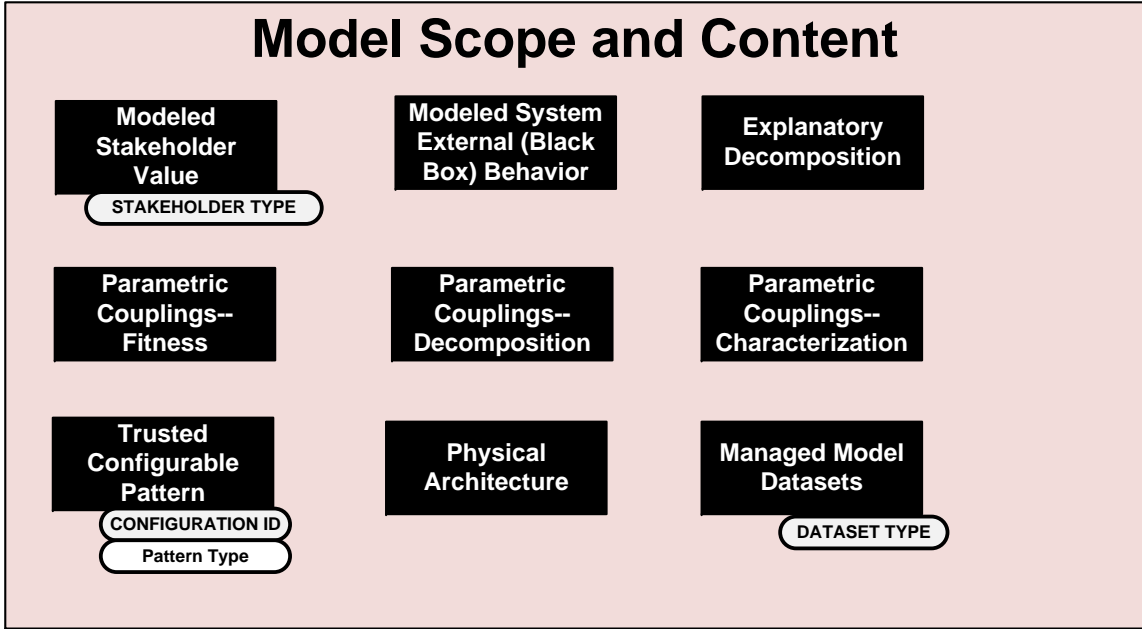 Model Scope and Content
Modeled
Stakeholder
Value
STAKEHOLDER TYPE
Modeled System
External (Black
Box) Behavior
Explanatory
Decomposition
Parametric
Couplings--
Fitness
Parametric
Couplings--
Decomposition
Parametric
Couplings--
Characterization
Trusted
Configurable
Pattern
CONFIGURATION ID
Pattern Type
Physical
Architecture
Managed Model
Datasets
DATASET TYPE